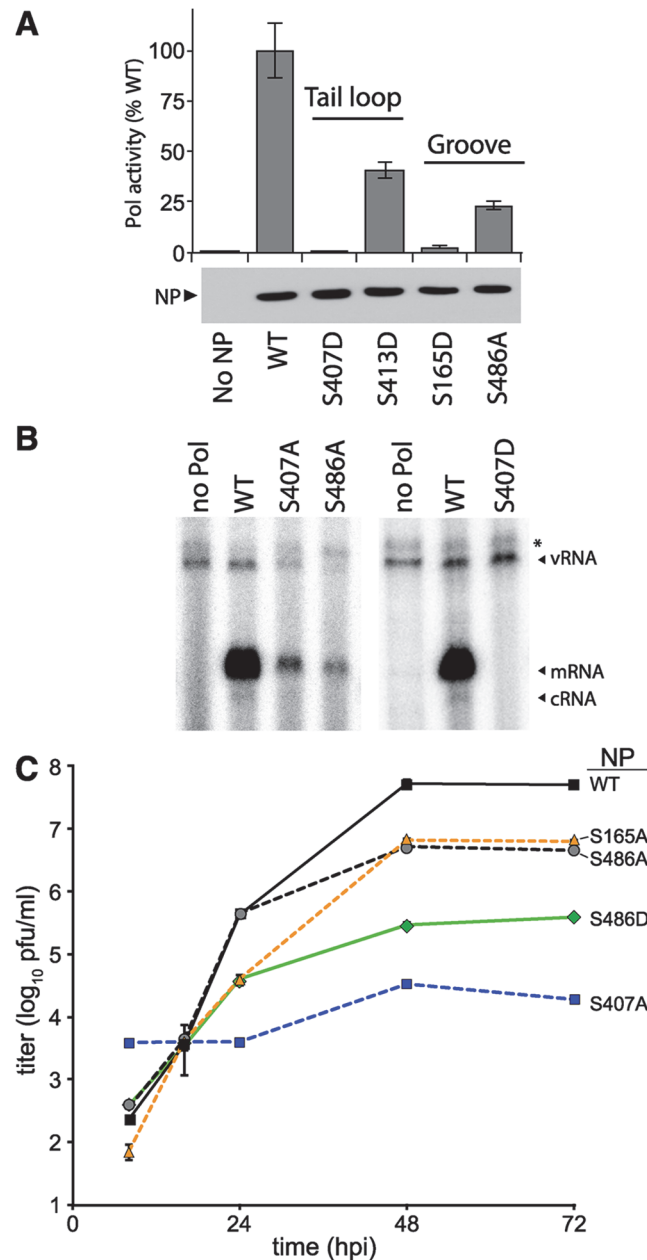 A
Pol activity (% WT)
100
75
50
25
0
Tail loop
Groove
NP
No NP
WT
S407D
S413D
S165D
S486A
B
no Pol
WT
S407A
S486A
no Pol
WT
S407D
*
vRNA
mRNA
cRNA
C
titer (log10 pfu/ml)
8
7
6
5
4
3
2
1
0
24
48
72
time (hpi)
NP
WT
S165A
S486A
S486D
S407A